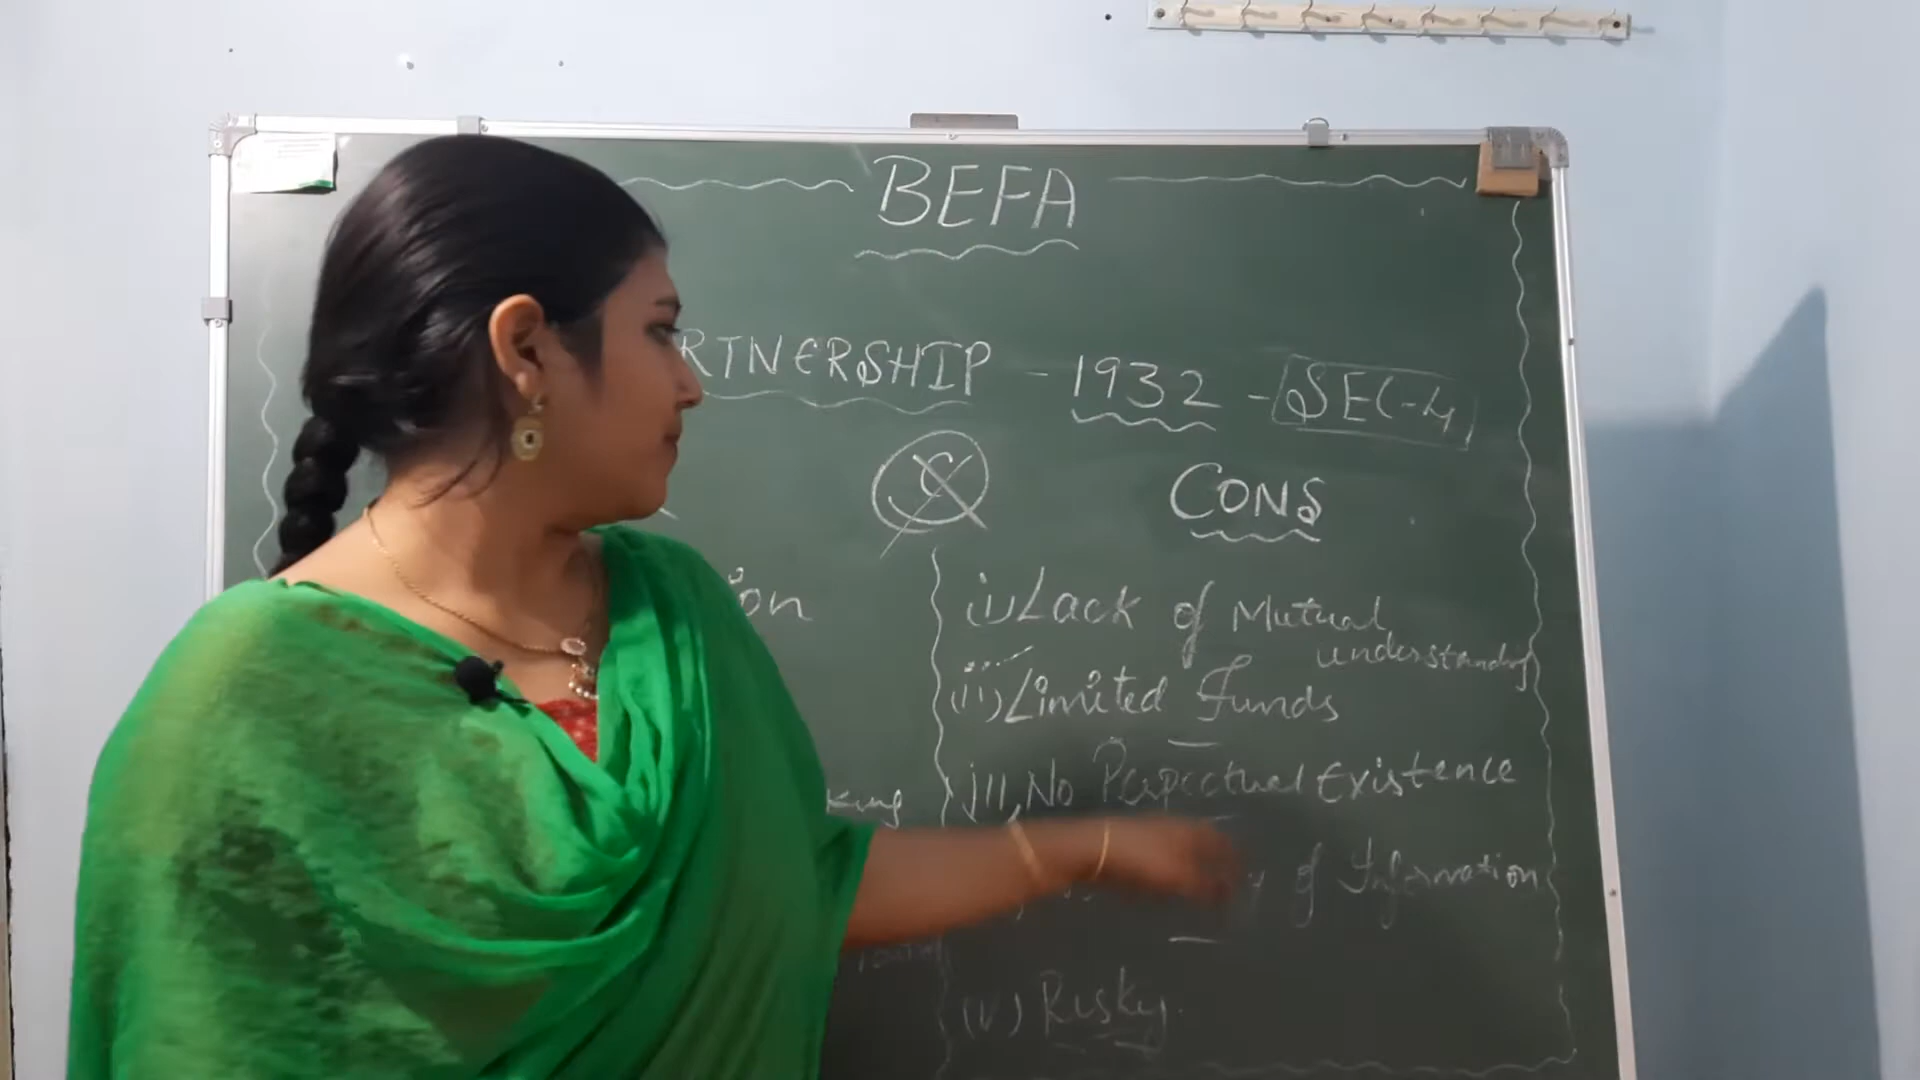 BEFA
RTNERSHIP - 1932 - SEC-4
C
CONS
on
(i) Lack of Mutual
understanding
(ii) Limited Funds
king
iii, No Perpectual Existence
y of Information
(v) Risky.